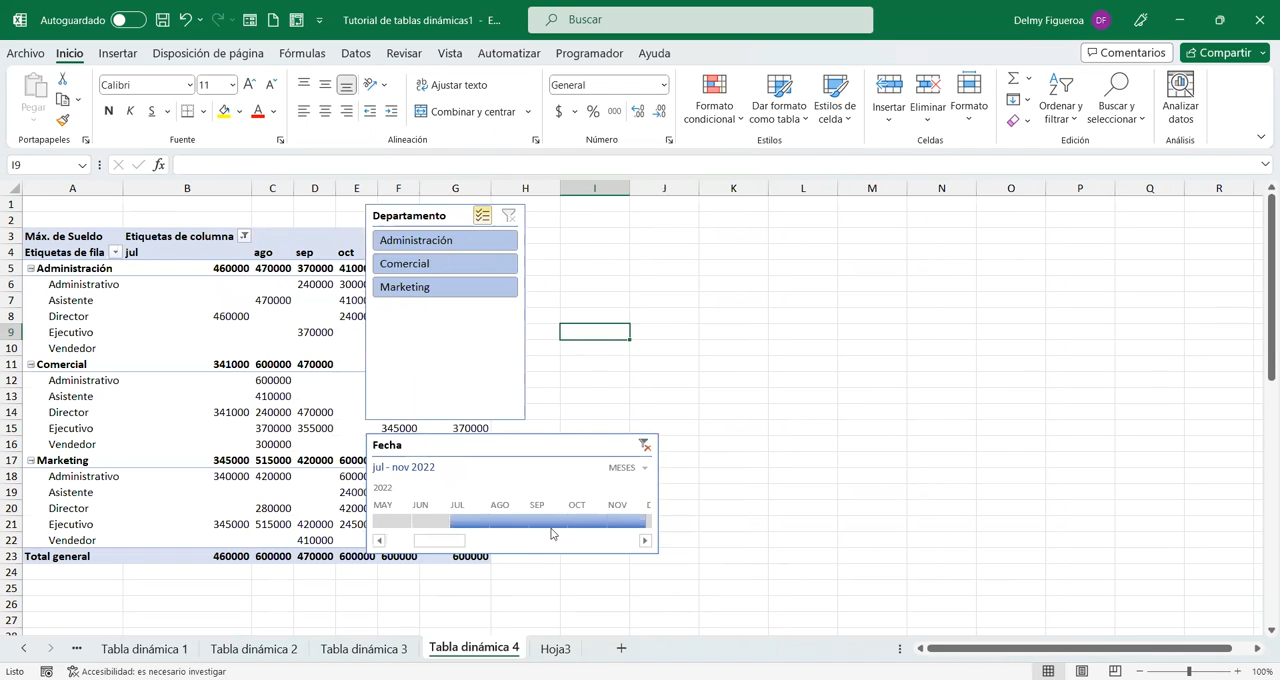 Autoguardado
Tutorial de tablas dinámicas1 - E...
Buscar
Delmy Figueroa DF
Archivo Inicio Insertar Disposición de página Fórmulas Datos Revisar Vista Automatizar Programador Ayuda
Comentarios Compartir
Pegar
Portapapeles
Calibri 11 A A
N K S A
Fuente
Ajustar texto
Combinar y centrar
Alineación
General
$ % 000
Número
Formato condicional
Dar formato como tabla
Estilos de celda
Estilos
Insertar Eliminar Formato
Celdas
Ordenar y filtrar
Buscar y seleccionar
Edición
Analizar datos
Análisis
I9 fx
A B C D E F G H I J K L M N O P Q R
1
2
3 Máx. de Sueldo Etiquetas de columna
4 Etiquetas de fila jul ago sep oct
5 Administración 460000 470000 370000 41000
6 Administrativo 240000 30000
7 Asistente 470000 41000
8 Director 460000 24000
9 Ejecutivo 370000
10 Vendedor
11 Comercial 341000 600000 470000
12 Administrativo 600000
13 Asistente 410000
14 Director 341000 240000 470000
15 Ejecutivo 370000 355000 345000 370000
16 Vendedor 300000
17 Marketing 345000 515000 420000 6000
18 Administrativo 340000 420000 6000
19 Asistente 2400
20 Director 280000 4200
21 Ejecutivo 345000 515000 420000 2450
22 Vendedor 410000
23 Total general 460000 600000 470000 600000 600000 600000
24
25
26
27
Departamento
Administración
Comercial
Marketing
Fecha
jul - nov 2022 MESES
2022
MAY JUN JUL AGO SEP OCT NOV
Tabla dinámica 1 Tabla dinámica 2 Tabla dinámica 3 Tabla dinámica 4 Hoja3
Listo Accesibilidad: es necesario investigar 100%